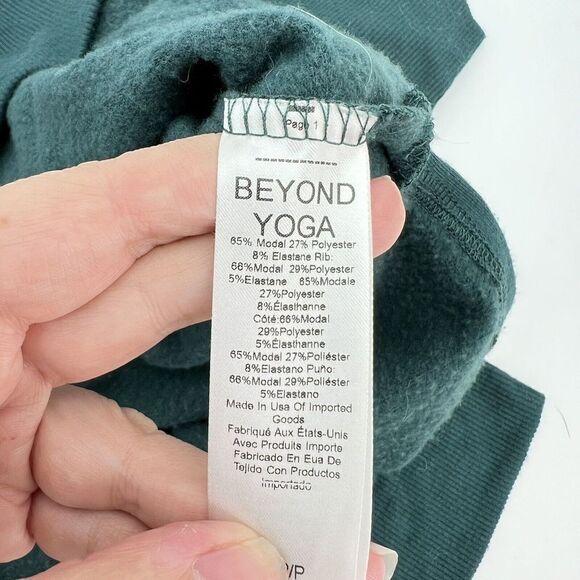 Page 1
BEYOND
YOGA
65% Modal 27% Polyester
8% Elastane Rib:
66%Modal 29%Polyester
5%Elastane 65%Modale
27%Polyester
8%Élasthanne
Côté:66%Modal
29%Polyester
5%Élasthanne
65%Modal 27%Poliéster
8%Elastano Puño:
66%Modal 29%Poliéster
5%Elastano
Made In Usa Of Imported
Goods
Fabriqué Aux États-Unis
Avec Produits Importe
Fabricado En Eua De
Tejido Con Productos
Importado
/P